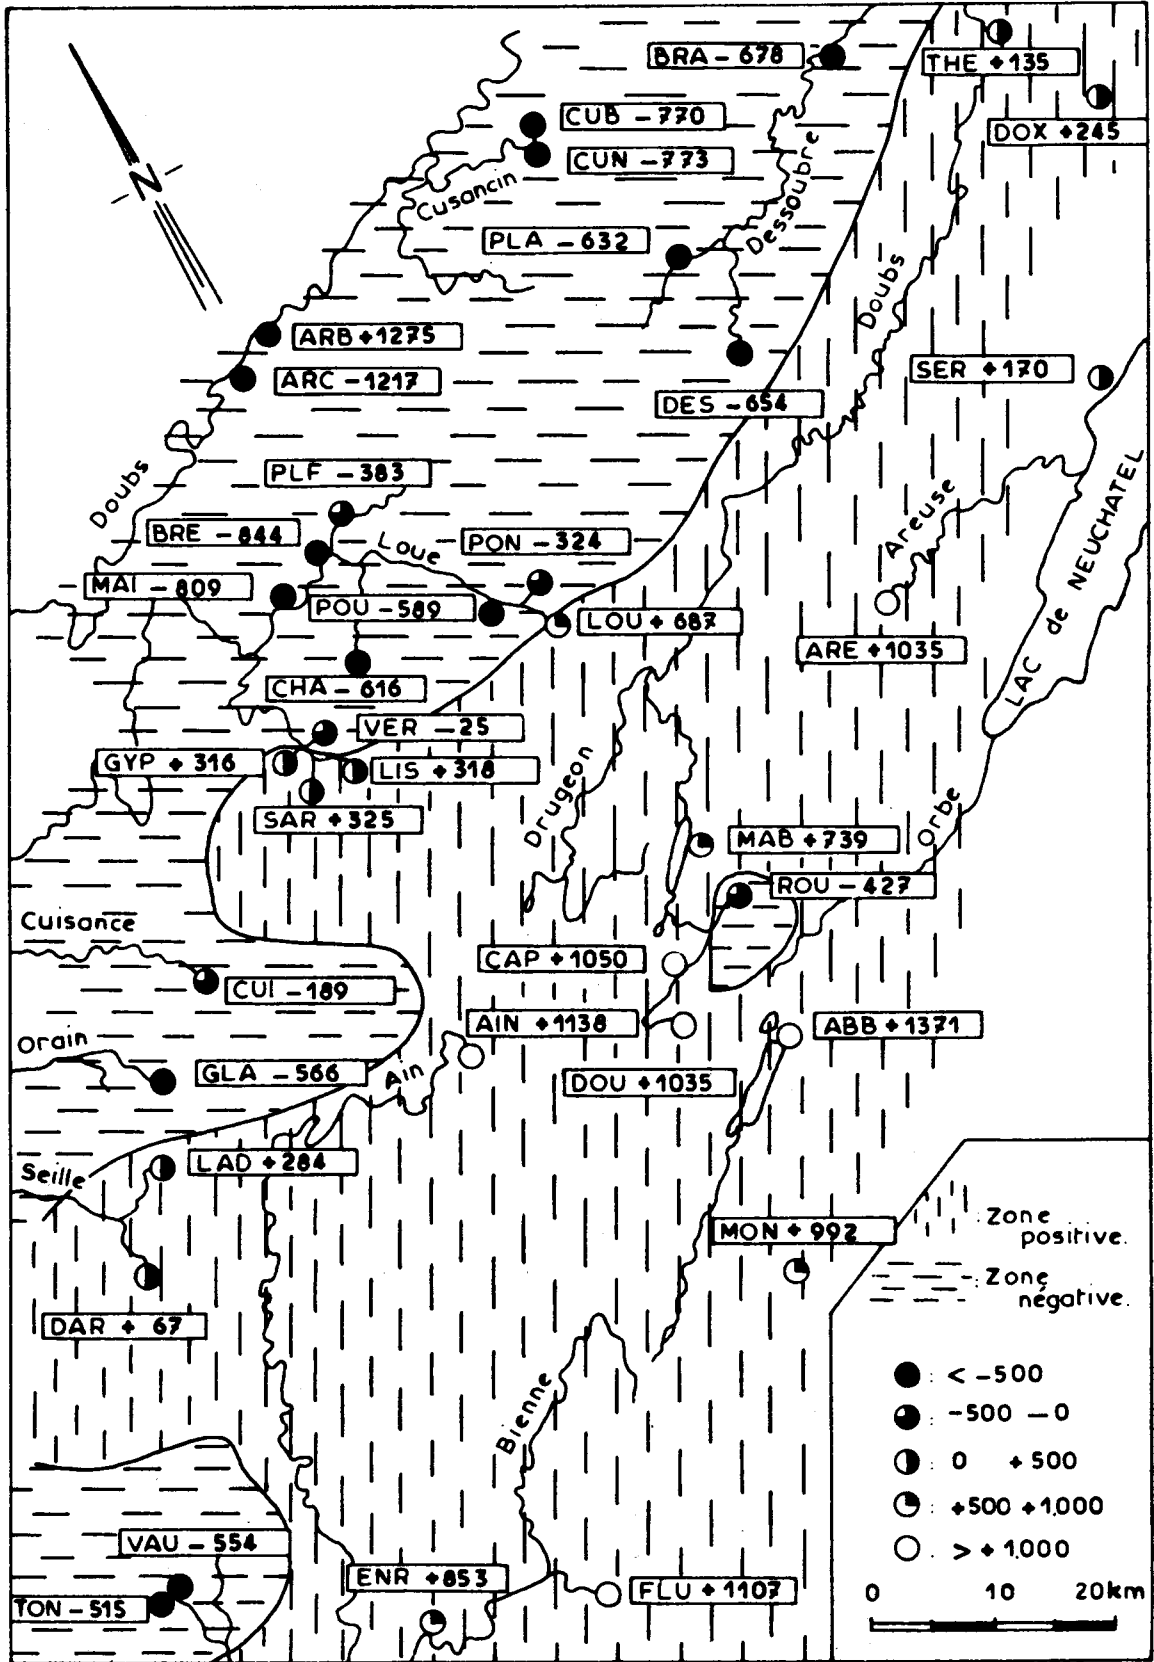 BRA - 678
THE + 135
CUB - 770
DOX + 245
CUN - 773
Cusancin
Dessoubre
PLA - 632
Doubs
N
ARB + 1275
ARC - 1217
SER + 170
DES - 654
PLF - 383
Doubs
Areuse
BRE - 844
Loue
PON - 324
LAC de NEUCHATEL
MAI - 809
POU - 589
LOU + 687
ARE + 1035
CHA - 616
VER - 25
GYP + 316
LIS + 318
Drugeon
SAR + 325
Orbe
MAB + 739
ROU - 427
Cuisance
CAP + 1050
CUI - 189
AIN + 1138
ABB + 1371
Orain
GLA - 566
Ain
DOU + 1035
LAD + 284
Seille
MON + 992
: Zone
positive.
: Zone
négative.
DAR + 67
Bienne
: < -500
: -500 - 0
: 0 + 500
: +500 +1.000
. > + 1.000
VAU - 554
ENR + 853
FLU + 1107
TON - 515
0 10 20km